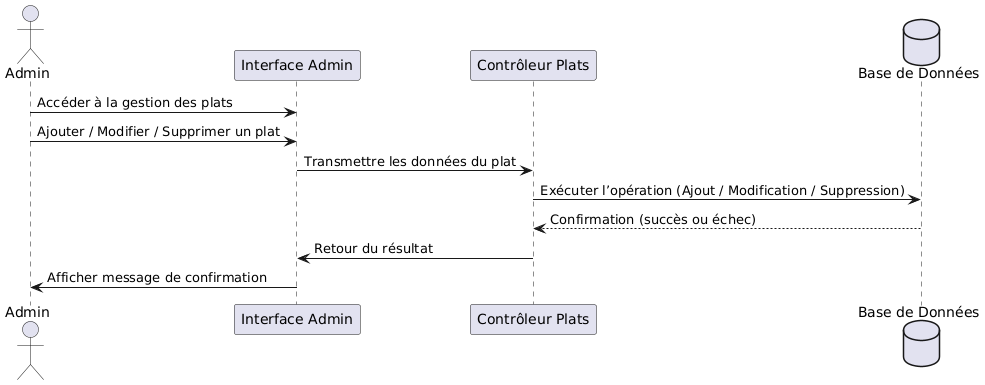 Admin
Interface Admin
Contrôleur Plats
Base de Données
Accéder à la gestion des plats
Ajouter / Modifier / Supprimer un plat
Transmettre les données du plat
Exécuter l’opération (Ajout / Modification / Suppression)
Confirmation (succès ou échec)
Retour du résultat
Afficher message de confirmation
Admin
Interface Admin
Contrôleur Plats
Base de Données